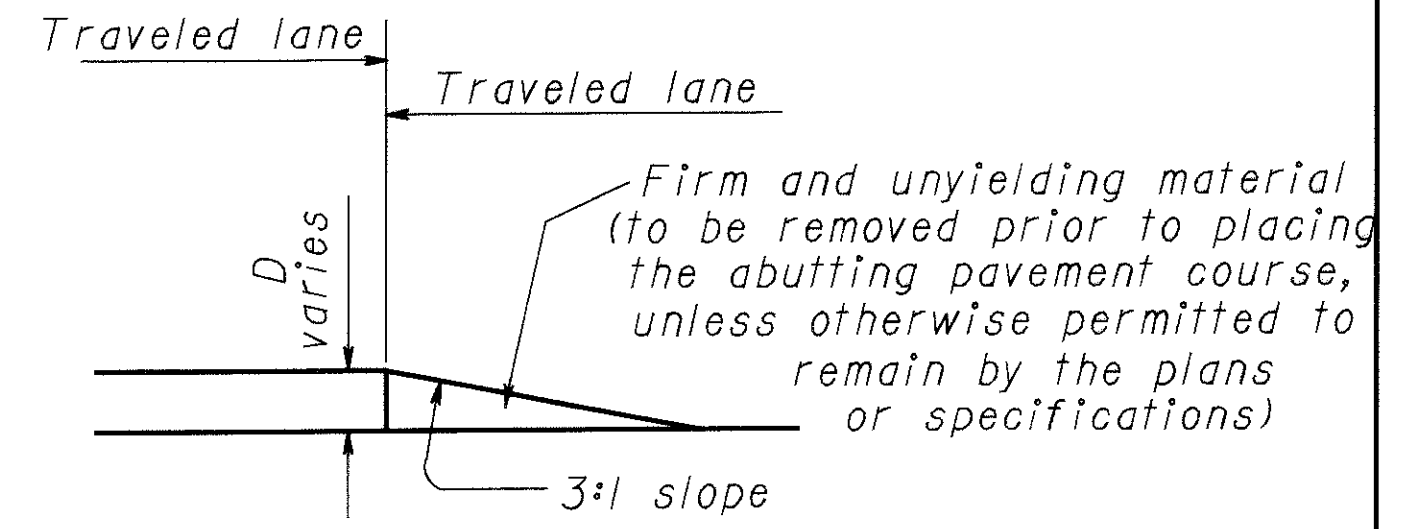 Traveled lane
Traveled lane
Firm and unyielding material
(to be removed prior to placing
the abutting pavement course,
unless otherwise permitted to
remain by the plans
or specifications)
D
varies
3:1 slope